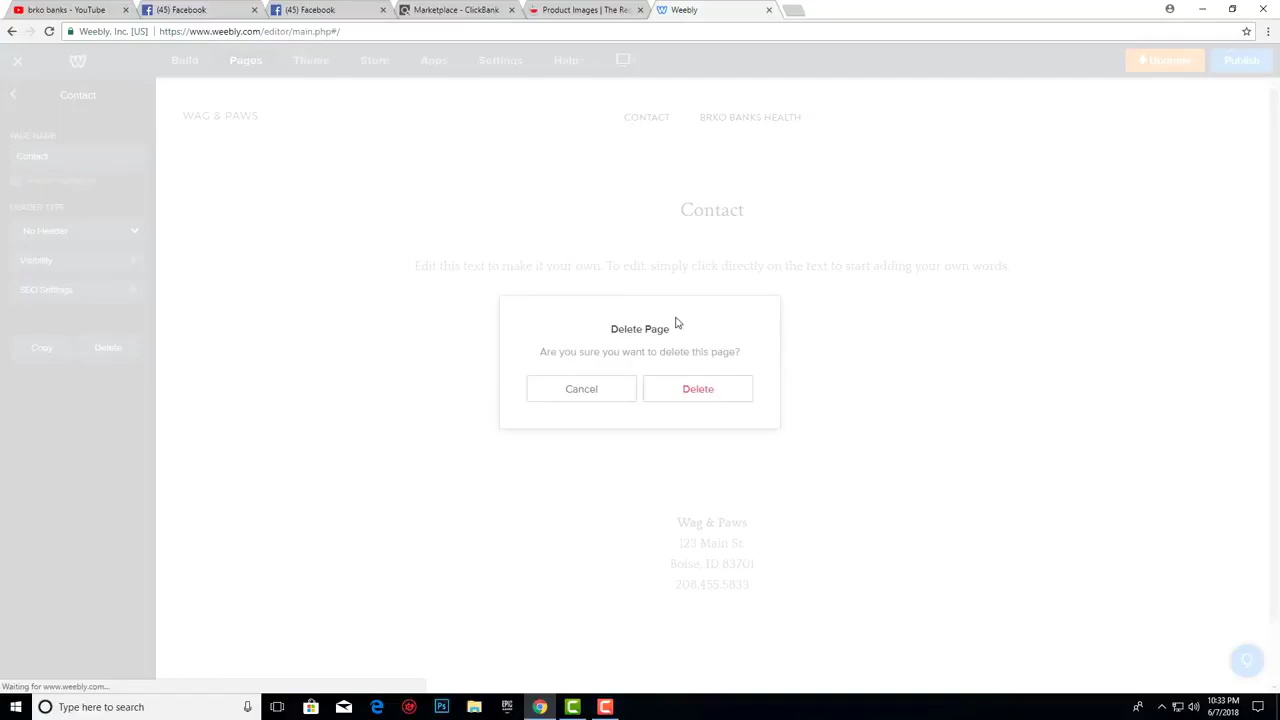 brko banks - YouTube
(45) Facebook
(45) Facebook
Marketplace - ClickBank
Product Images | The Re
Weebly
Weebly, Inc. [US]
https://www.weebly.com/editor/main.php#/
Build
Pages
Theme
Store
Apps
Settings
Help
Upgrade
Publish
Contact
WAG & PAWS
CONTACT
BRKO BANKS HEALTH
PAGE NAME
Contact
HEADER TYPE
No Header
Visibility
SEO Settings
Copy
Delete
Contact
Edit this text to make it your own. To edit, simply click directly on the text to start adding your own words.
Delete Page
Are you sure you want to delete this page?
Cancel
Delete
Wag & Paws
123 Main St.
Boise, ID 83701
208.455.5833
Waiting for www.weebly.com...
Type here to search
10:33 PM
6/7/2018